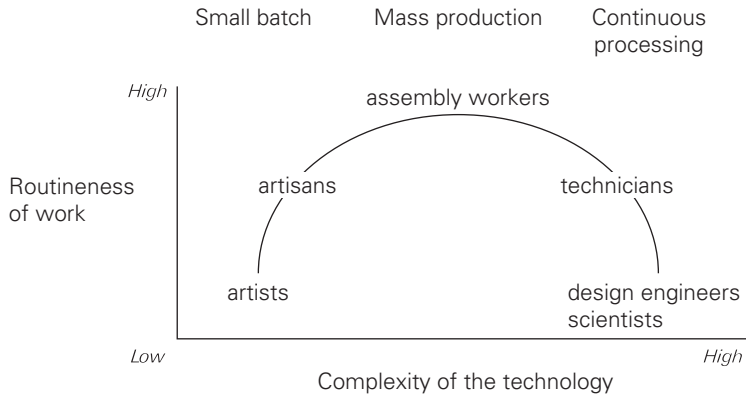 Small batch
Mass production
Continuous
processing
High
assembly workers
Routineness
of work
artisans
technicians
artists
design engineers
scientists
Low
High
Complexity of the technology